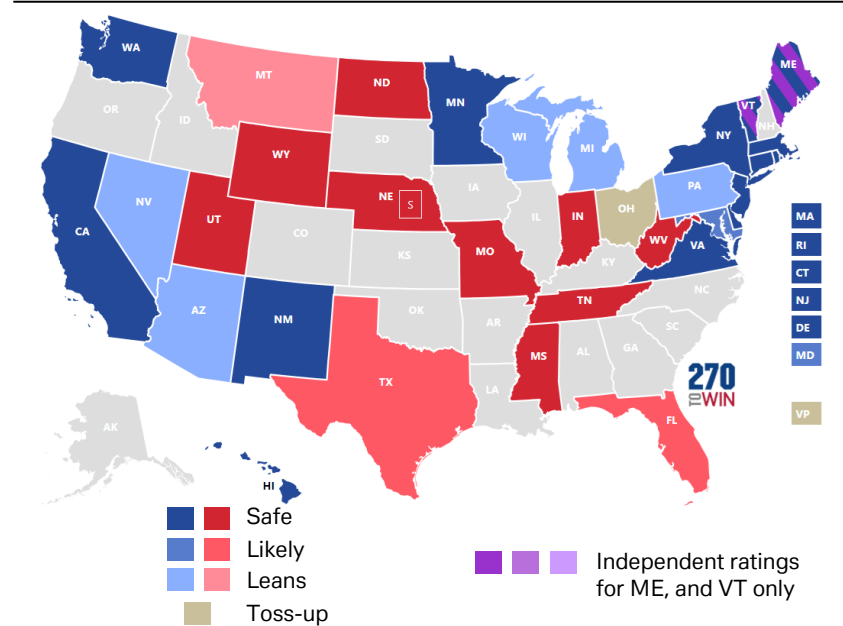 WA
ME
MT
ND
VT
MN
OR
NH
ID
NY
WI
SD
MI
WY
PA
IA
NE S
NV
OH
MA
IL
IN
UT
CO
WV
RI
CA
VA
KS
MO
KY
CT
NC
NJ
TN
DE
AZ
OK
NM
AR
SC
MD
MS
AL
GA
270
TO WIN
TX
LA
VP
FL
AK
HI
Safe
Likely
Leans
Toss-up
Independent ratings
for ME, and VT only